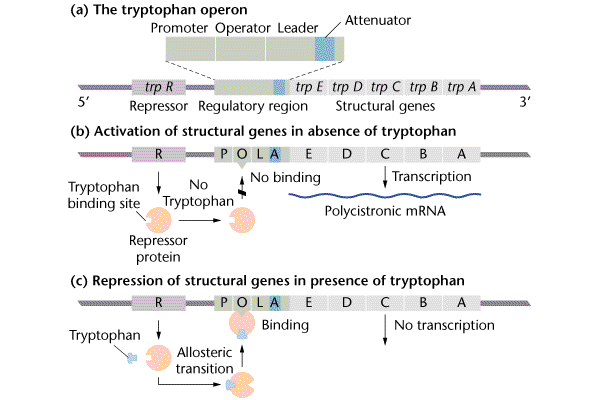 (a) The tryptophan operon
Attenuator
Promoter Operator Leader
trp R trp E trp D trp C trp B trp A
5′ Repressor Regulatory region Structural genes 3′
(b) Activation of structural genes in absence of tryptophan
R P O L A E D C B A
No binding Transcription
No Tryptophan
Tryptophan binding site
Polycistronic mRNA
Repressor protein
(c) Repression of structural genes in presence of tryptophan
R P O L A E D C B A
Binding No transcription
Tryptophan
Allosteric transition